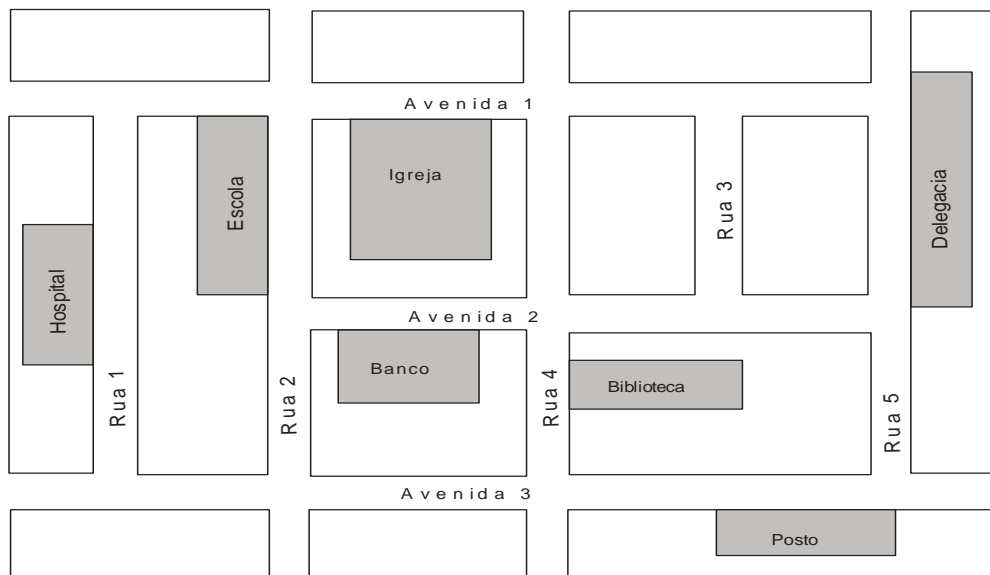 Avenida 1
Igreja
Escola
Rua 3
Delegacia
Hospital
Avenida 2
Banco
Biblioteca
Rua 1
Rua 2
Rua 4
Rua 5
Avenida 3
Posto